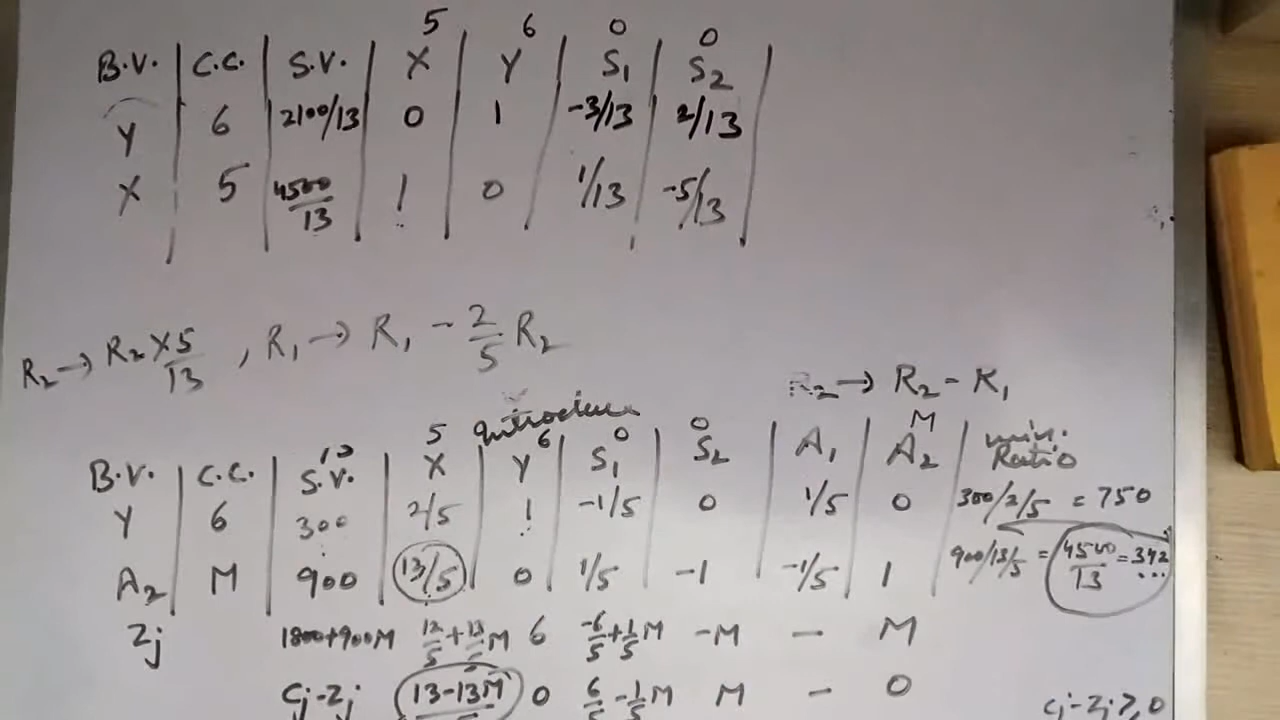 5 6 0 0
B.V. C.C. S.V. X Y S1 S2
Y 6 2100/13 0 1 -3/13 2/13
X 5 4500/13 1 0 1/13 -5/13
R2 → R2 × 5/13 , R1 → R1 - 2/5 R2
R2 → R2 - R1
introduce
5 6 0 0 M
B.V. C.C. S.V. X Y S1 S2 A1 A2 min. Ratio
Y 6 300 2/5 1 -1/5 0 1/5 0 300/2/5 = 750
A2 M 900 13/5 0 1/5 -1 -1/5 1 900/13/5 = 4500/13 = 342...
Zj 1800+900M 12/5 + 13/5 M 6 -6/5 + 1/5 M -M — M
Cj-Zj 13-13M 0 6/5 - 1/5 M M — 0
Cj-Zj ≥, 0